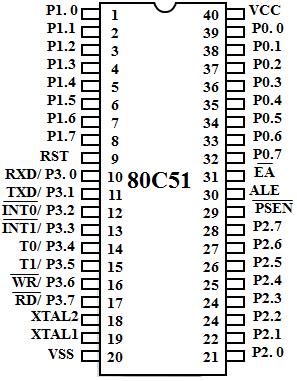 P1.0 1 40 VCC
P1.1 2 39 P0.0
P1.2 3 38 P0.1
P1.3 4 37 P0.2
P1.4 5 36 P0.3
P1.5 6 35 P0.4
P1.6 7 34 P0.5
P1.7 8 33 P0.6
RST 9 32 P0.7
RXD/ P3.0 10 80C51 31 EA
TXD/ P3.1 11 30 ALE
INT0/ P3.2 12 29 PSEN
INT1/ P3.3 13 28 P2.7
T0/ P3.4 14 27 P2.6
T1/ P3.5 15 26 P2.5
WR/ P3.6 16 25 P2.4
RD/ P3.7 17 24 P2.3
XTAL2 18 24 P2.2
XTAL1 19 22 P2.1
VSS 20 21 P2.0